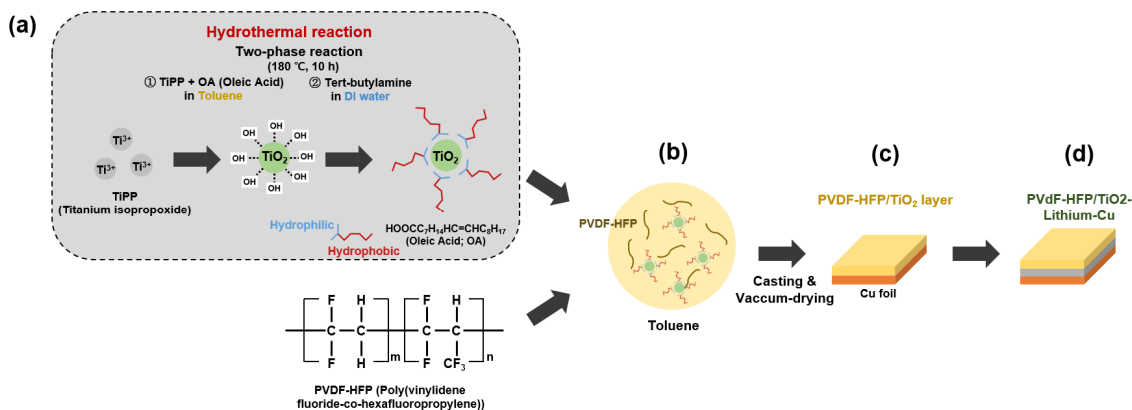 (a)
Hydrothermal reaction
Two-phase reaction
(180 ℃, 10 h)
① TiPP + OA (Oleic Acid)
in Toluene
② Tert-butylamine
in DI water
Ti³⁺
Ti³⁺
Ti³⁺
TiPP
(Titanium isopropoxide)
OH
OH
OH
OH
OH
OH
OH
OH
TiO₂
TiO₂
Hydrophilic
Hydrophobic
HOOCC₇H₁₄HC=CHC₈H₁₇
(Oleic Acid; OA)
F H F H
C C C C
F H F CF₃
m n
PVDF-HFP (Poly(vinylidene
fluoride-co-hexafluoropropylene))
(b)
PVDF-HFP
Toluene
Casting &
Vaccum-drying
(c)
PVDF-HFP/TiO₂ layer
Cu foil
(d)
PVdF-HFP/TiO2-
Lithium-Cu